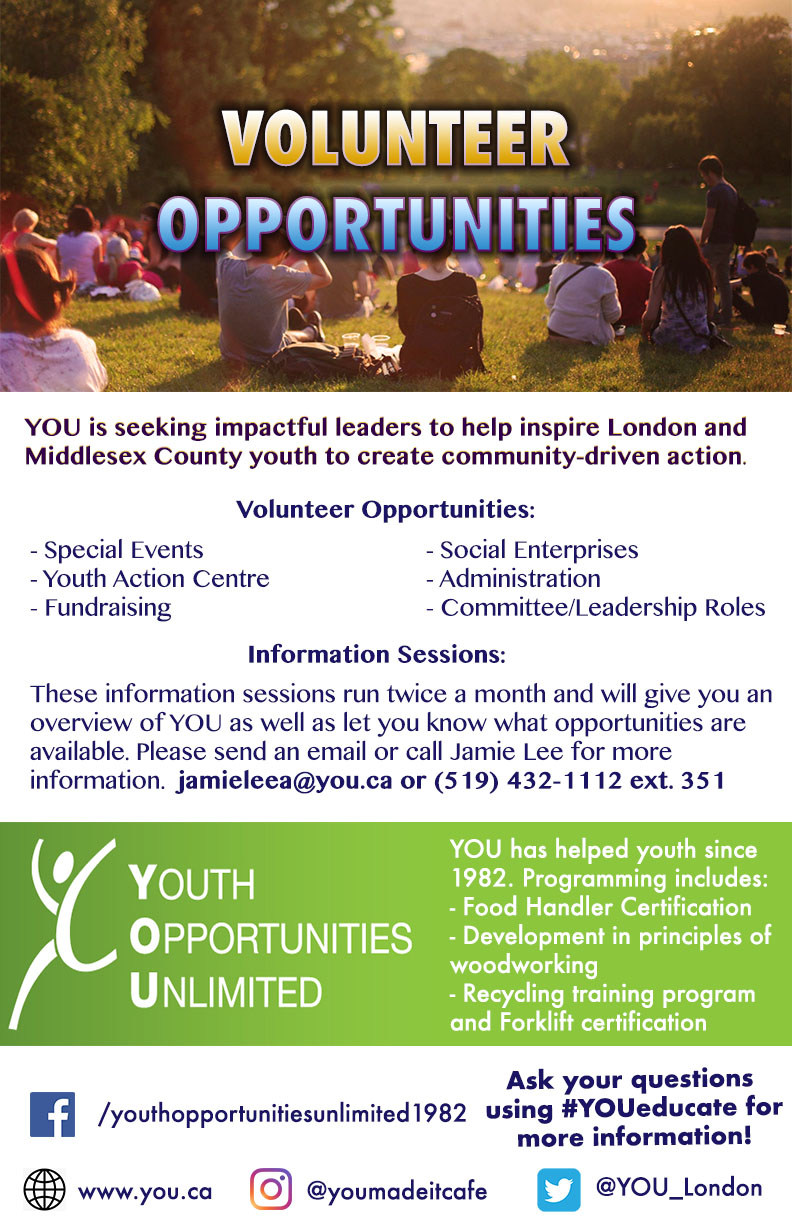 VOLUNTEER
OPPORTUNITIES
YOU is seeking impactful leaders to help inspire London and
Middlesex County youth to create community-driven action.
Volunteer Opportunities:
- Special Events
- Youth Action Centre
- Fundraising
- Social Enterprises
- Administration
- Committee/Leadership Roles
Information Sessions:
These information sessions run twice a month and will give you an
overview of YOU as well as let you know what opportunities are
available. Please send an email or call Jamie Lee for more
information. jamieleea@you.ca or (519) 432-1112 ext. 351
YOUTH
OPPORTUNITIES
UNLIMITED
YOU has helped youth since
1982. Programming includes:
- Food Handler Certification
- Development in principles of
woodworking
- Recycling training program
and Forklift certification
/youthopportunitiesunlimited1982
Ask your questions
using #YOUeducate for
more information!
www.you.ca
@youmadeitcafe
@YOU_London